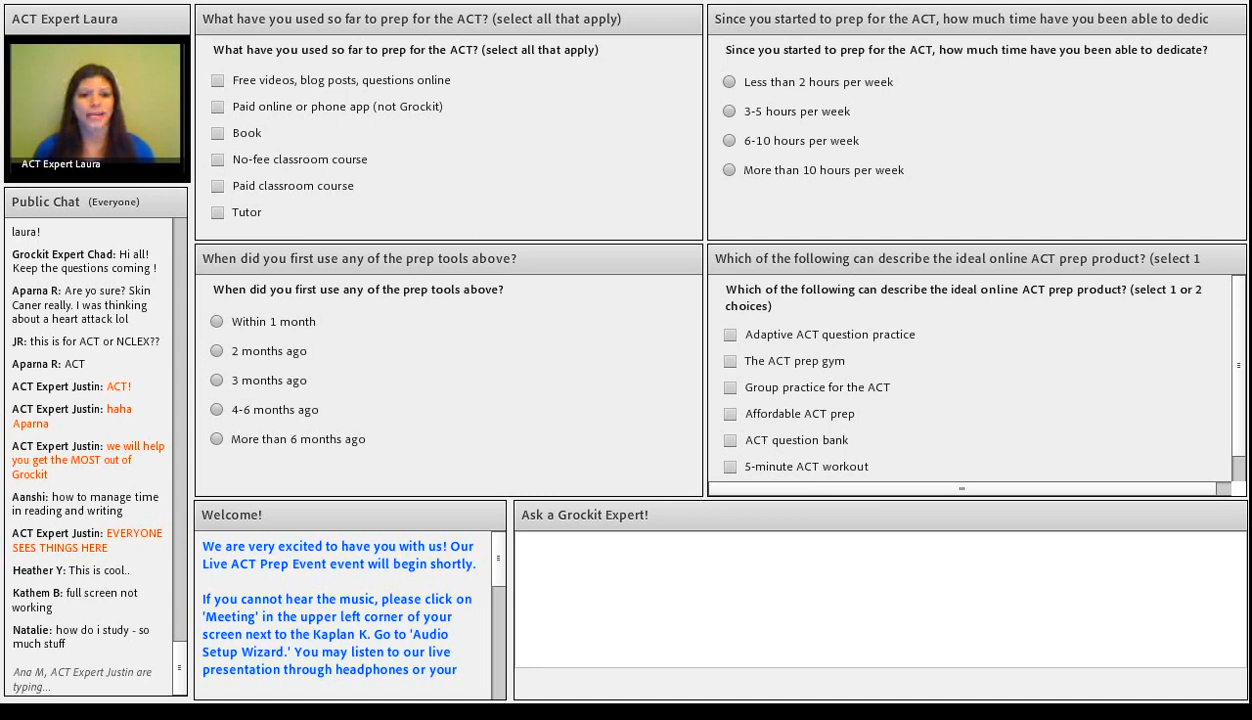 ACT Expert Laura
ACT Expert Laura
Public Chat (Everyone)
laura!
Grockit Expert Chad: Hi all!
Keep the questions coming !
Aparna R: Are yo sure? Skin
Caner really. I was thinking
about a heart attack lol
JR: this is for ACT or NCLEX??
Aparna R: ACT
ACT Expert Justin: ACT!
ACT Expert Justin: haha
Aparna
ACT Expert Justin: we will help
you get the MOST out of
Grockit
Aanshi: how to manage time
in reading and writing
ACT Expert Justin: EVERYONE
SEES THINGS HERE
Heather Y: This is cool..
Kathem B: full screen not
working
Natalie: how do i study - so
much stuff
Ana M, ACT Expert Justin are
typing...
What have you used so far to prep for the ACT? (select all that apply)
What have you used so far to prep for the ACT? (select all that apply)
Free videos, blog posts, questions online
Paid online or phone app (not Grockit)
Book
No-fee classroom course
Paid classroom course
Tutor
Since you started to prep for the ACT, how much time have you been able to dedic
Since you started to prep for the ACT, how much time have you been able to dedicate?
Less than 2 hours per week
3-5 hours per week
6-10 hours per week
More than 10 hours per week
When did you first use any of the prep tools above?
When did you first use any of the prep tools above?
Within 1 month
2 months ago
3 months ago
4-6 months ago
More than 6 months ago
Which of the following can describe the ideal online ACT prep product? (select 1
Which of the following can describe the ideal online ACT prep product? (select 1 or 2
choices)
Adaptive ACT question practice
The ACT prep gym
Group practice for the ACT
Affordable ACT prep
ACT question bank
5-minute ACT workout
Welcome!
We are very excited to have you with us! Our
Live ACT Prep Event event will begin shortly.
If you cannot hear the music, please click on
'Meeting' in the upper left corner of your
screen next to the Kaplan K. Go to 'Audio
Setup Wizard.' You may listen to our live
presentation through headphones or your
Ask a Grockit Expert!